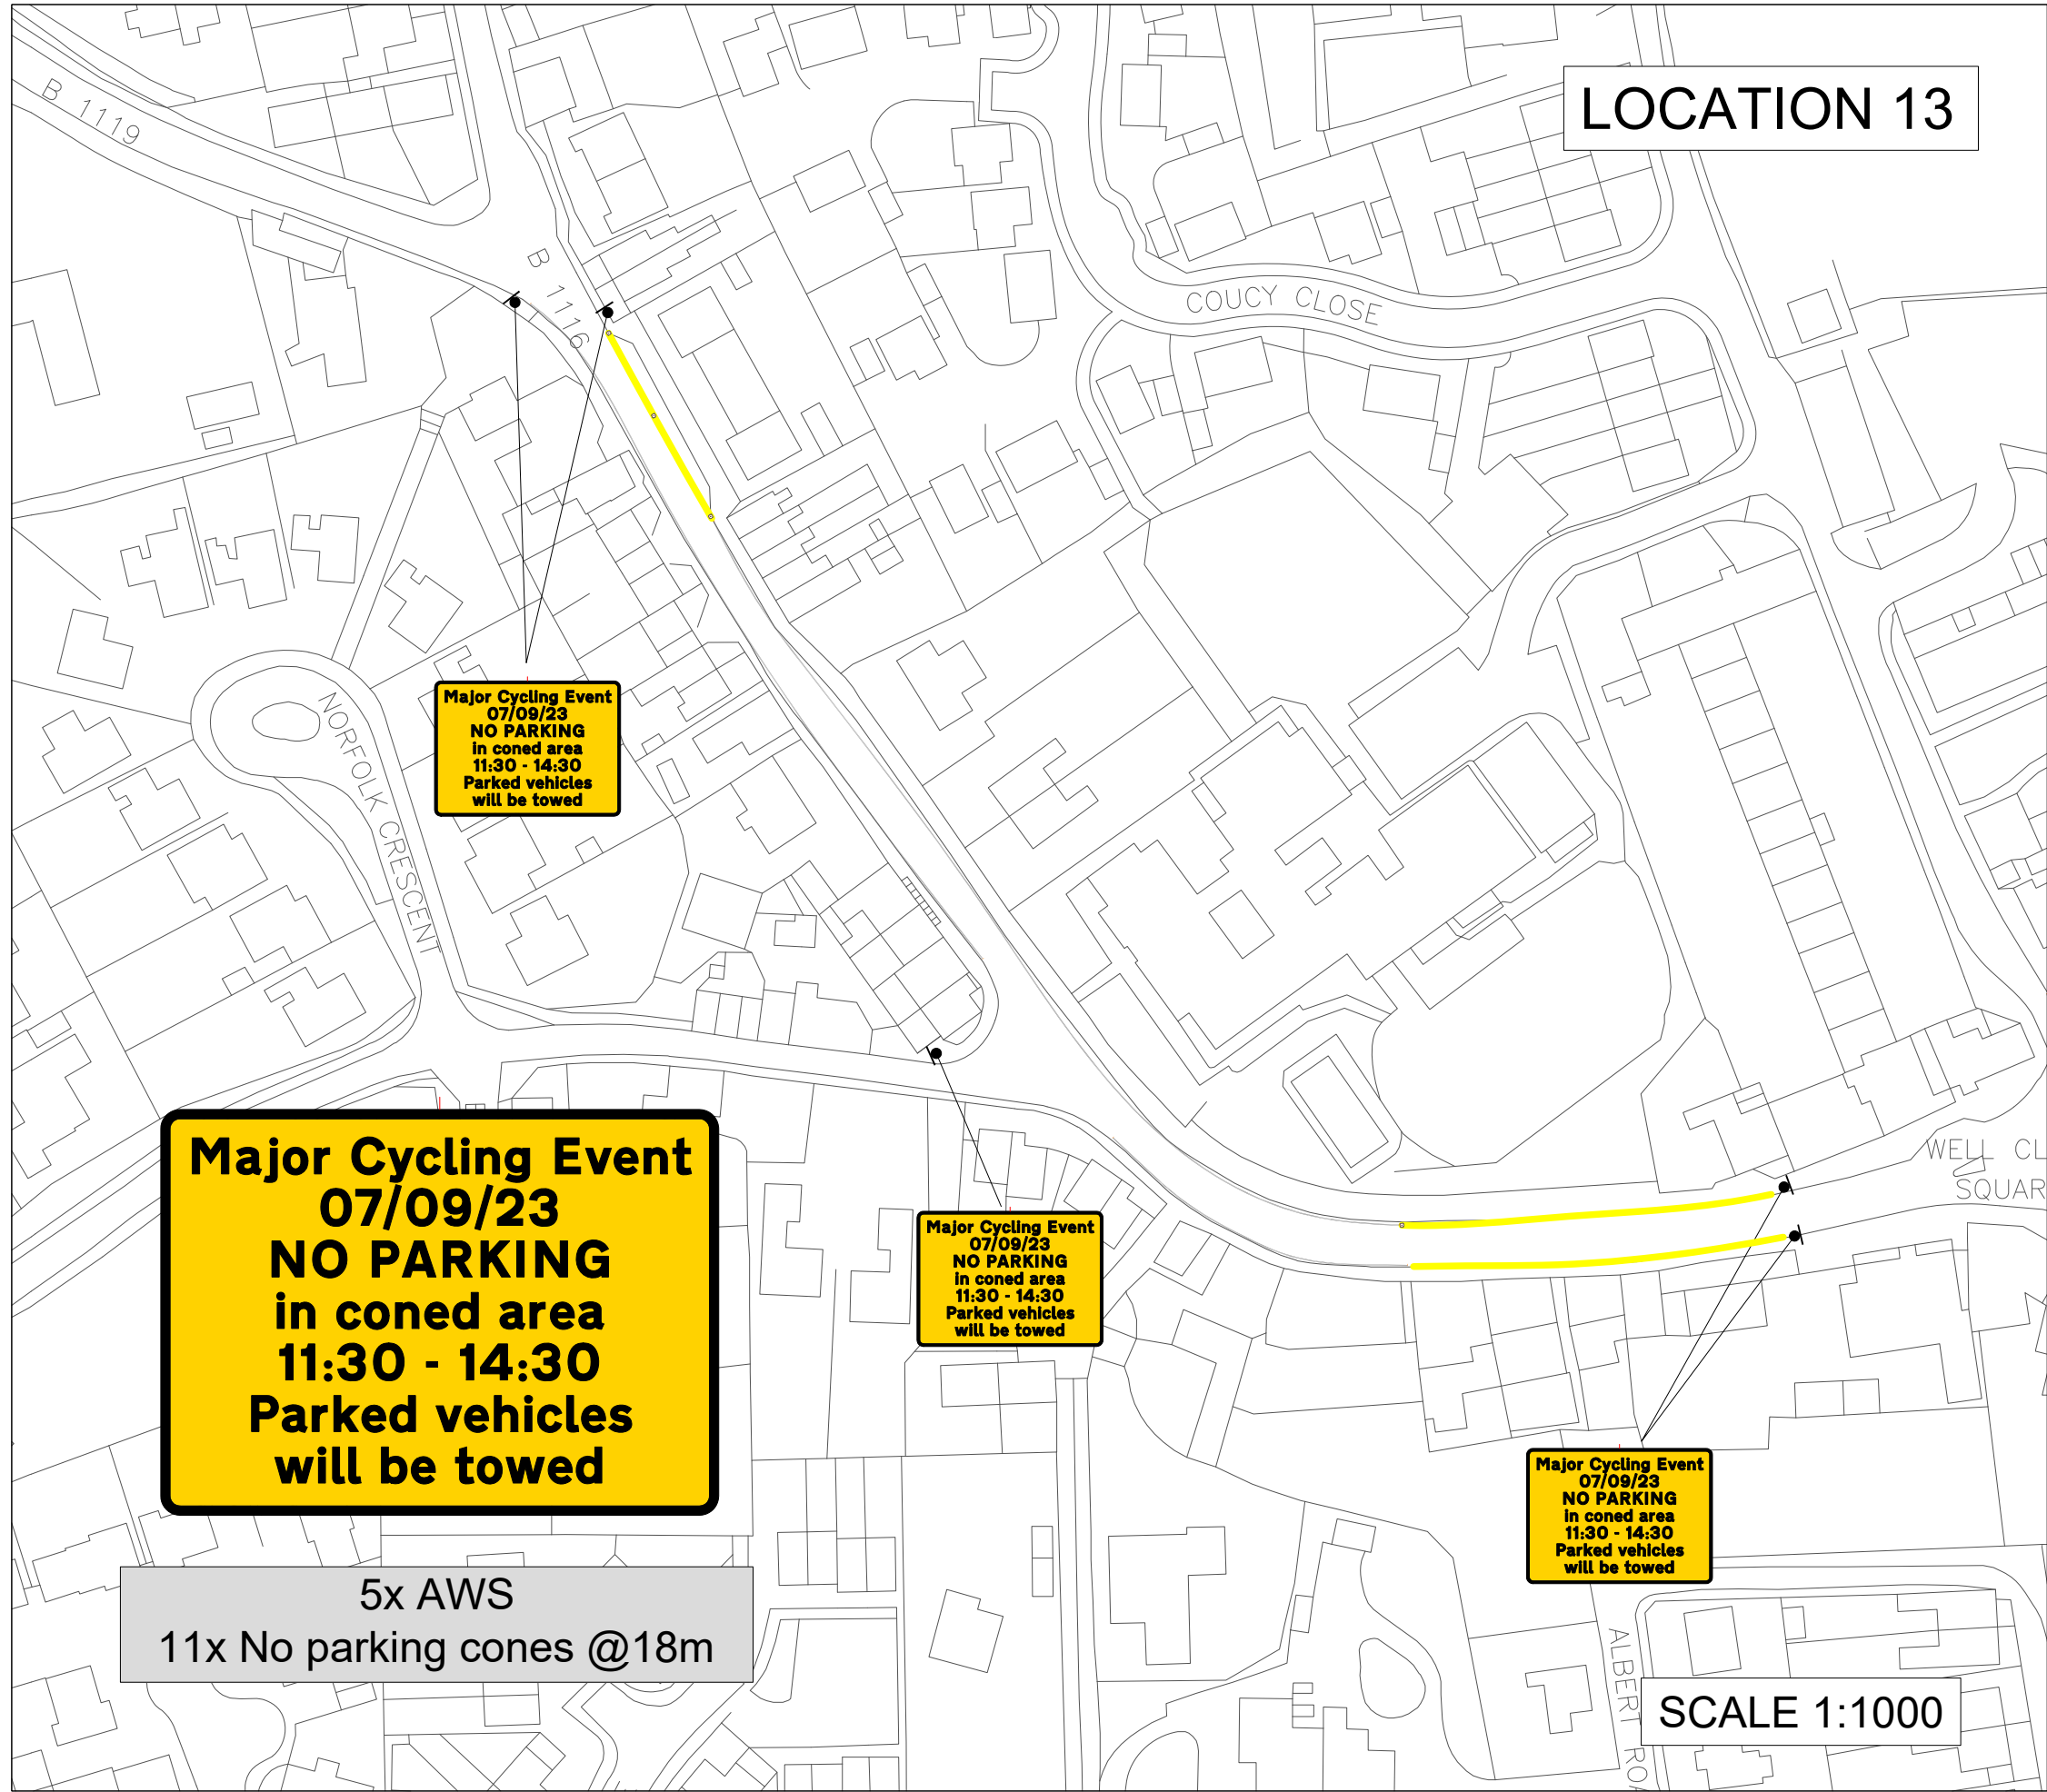 LOCATION 13
B 1119
B 1116
COUCY CLOSE
NORFOLK CRESCENT
Major Cycling Event
07/09/23
NO PARKING
in coned area
11:30 - 14:30
Parked vehicles
will be towed
Major Cycling Event
07/09/23
NO PARKING
in coned area
11:30 - 14:30
Parked vehicles
will be towed
WELL CL
SQUAR
Major Cycling Event
07/09/23
NO PARKING
in coned area
11:30 - 14:30
Parked vehicles
will be towed
Major Cycling Event
07/09/23
NO PARKING
in coned area
11:30 - 14:30
Parked vehicles
will be towed
5x AWS
11x No parking cones @18m
ALBERT ROA
SCALE 1:1000